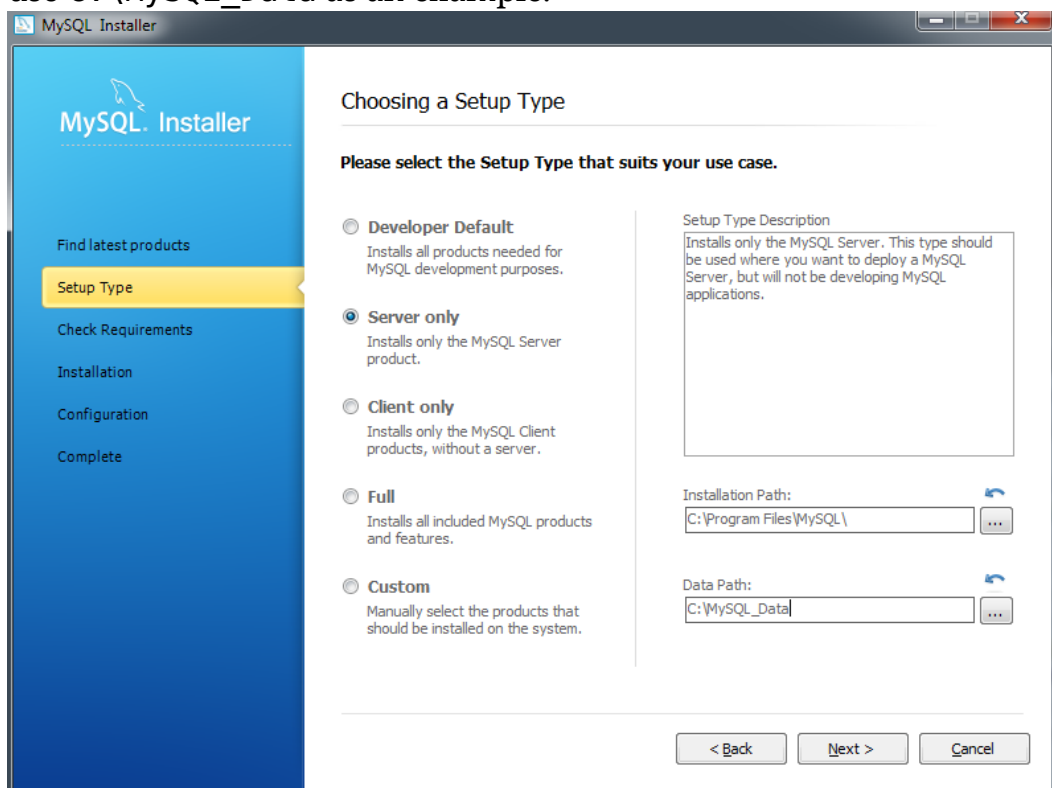 use C:\MySQL_Data as an example.
MySQL Installer
MySQL. Installer
Find latest products
Setup Type
Check Requirements
Installation
Configuration
Complete
Choosing a Setup Type
Please select the Setup Type that suits your use case.
Developer Default
Installs all products needed for
MySQL development purposes.
Server only
Installs only the MySQL Server
product.
Client only
Installs only the MySQL Client
products, without a server.
Full
Installs all included MySQL products
and features.
Custom
Manually select the products that
should be installed on the system.
Setup Type Description
Installs only the MySQL Server. This type should
be used where you want to deploy a MySQL
Server, but will not be developing MySQL
applications.
Installation Path:
C:\Program Files\MySQL\
...
Data Path:
C:\MySQL_Data
...
< Back
Next >
Cancel